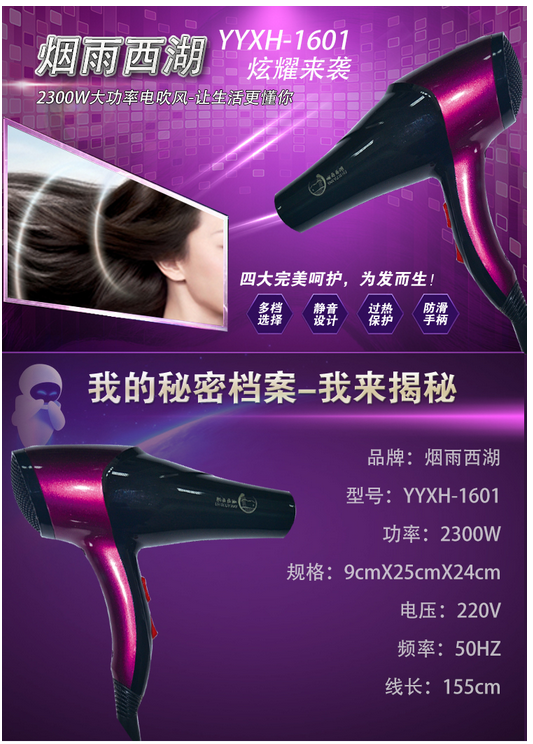 烟雨西湖
YYXH-1601
炫耀来袭
2300W大功率电吹风-让生活更懂你
四大完美呵护，为发而生！
多档
选择
静音
设计
过热
保护
防滑
手柄
我的秘密档案-我来揭秘
品牌：烟雨西湖
型号：YYXH-1601
功率：2300W
规格：9cmX25cmX24cm
电压：220V
频率：50HZ
线长：155cm